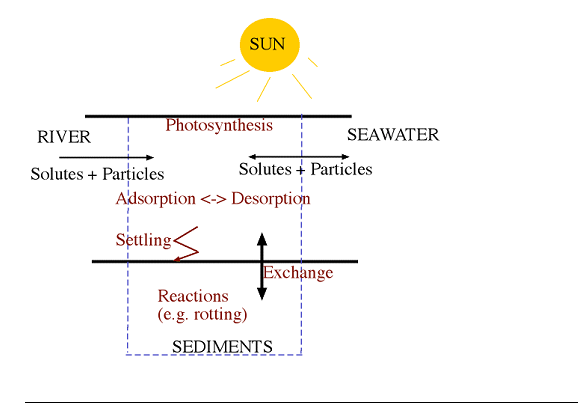 SUN
Photosynthesis
RIVER
SEAWATER
Solutes + Particles
Solutes + Particles
Adsorption <-> Desorption
Settling
Exchange
Reactions
(e.g. rotting)
SEDIMENTS